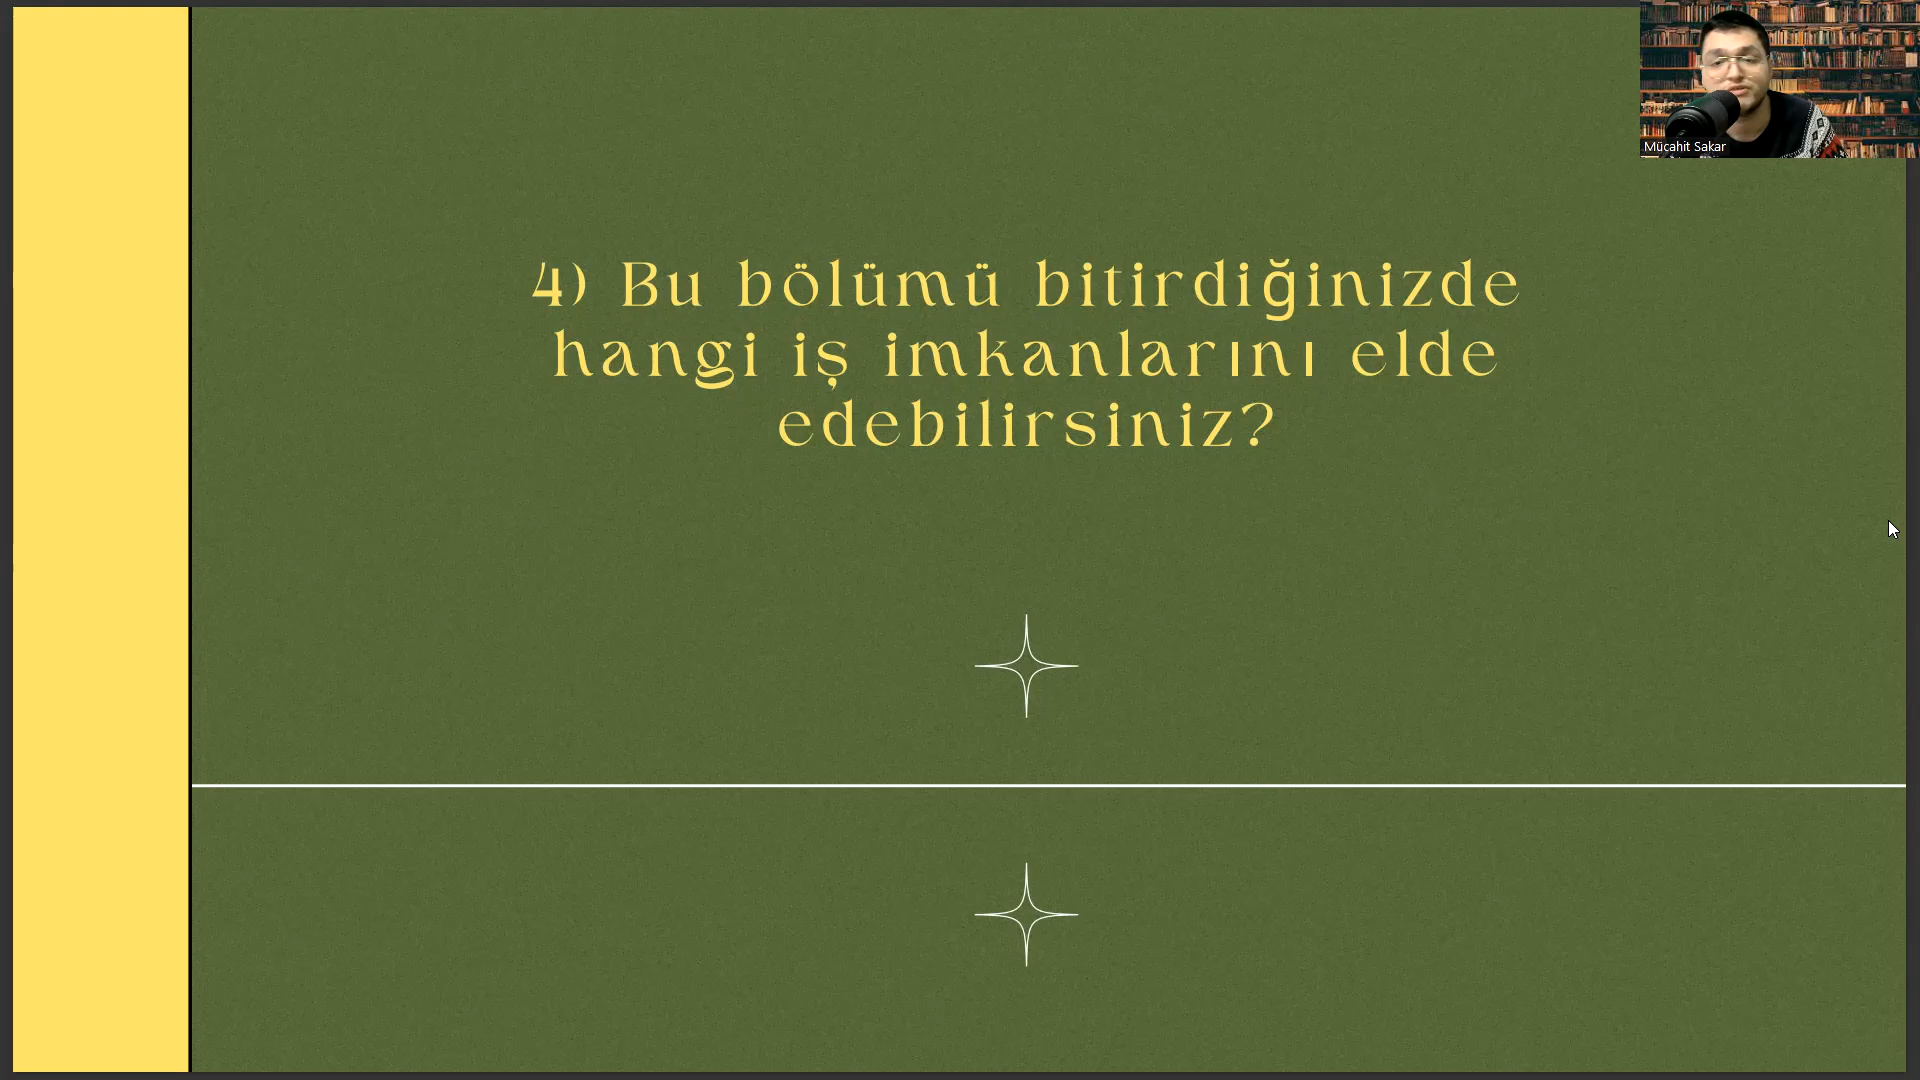 Mücahit Sakar
4) Bu bölümü bitirdiğinizde
hangi iş imkanlarını elde
edebilirsiniz?